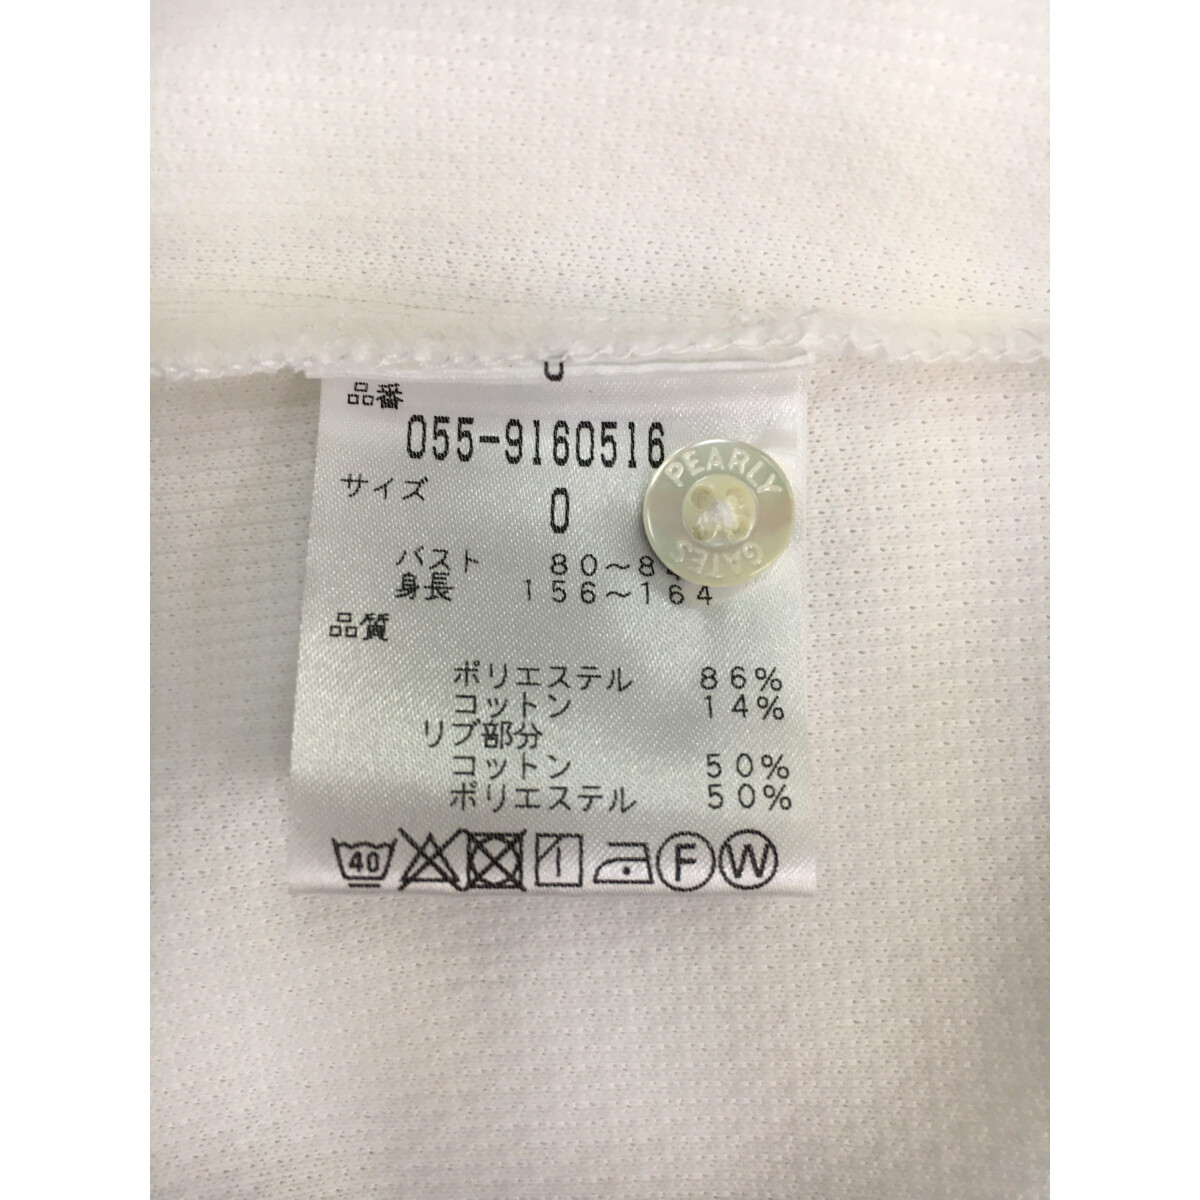 品番
055-9160516
サイズ
0
バスト 80～
身長 156～164
品質
ポリエステル 86%
コットン 14%
リブ部分
コットン 50%
ポリエステル 50%
40
F
W
PEARLY
GATES